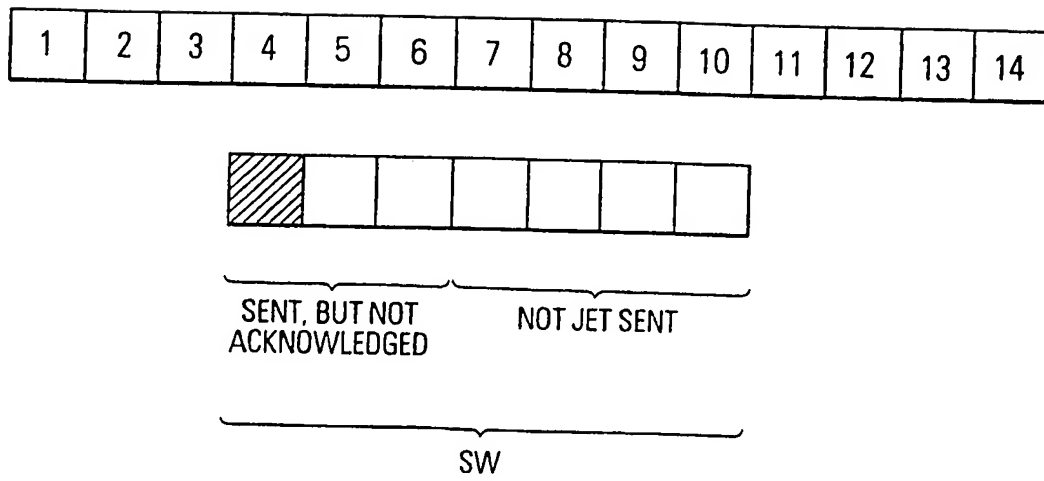 1 2 3 4 5 6 7 8 9 10 11 12 13 14
SENT, BUT NOT
ACKNOWLEDGED
NOT JET SENT
SW